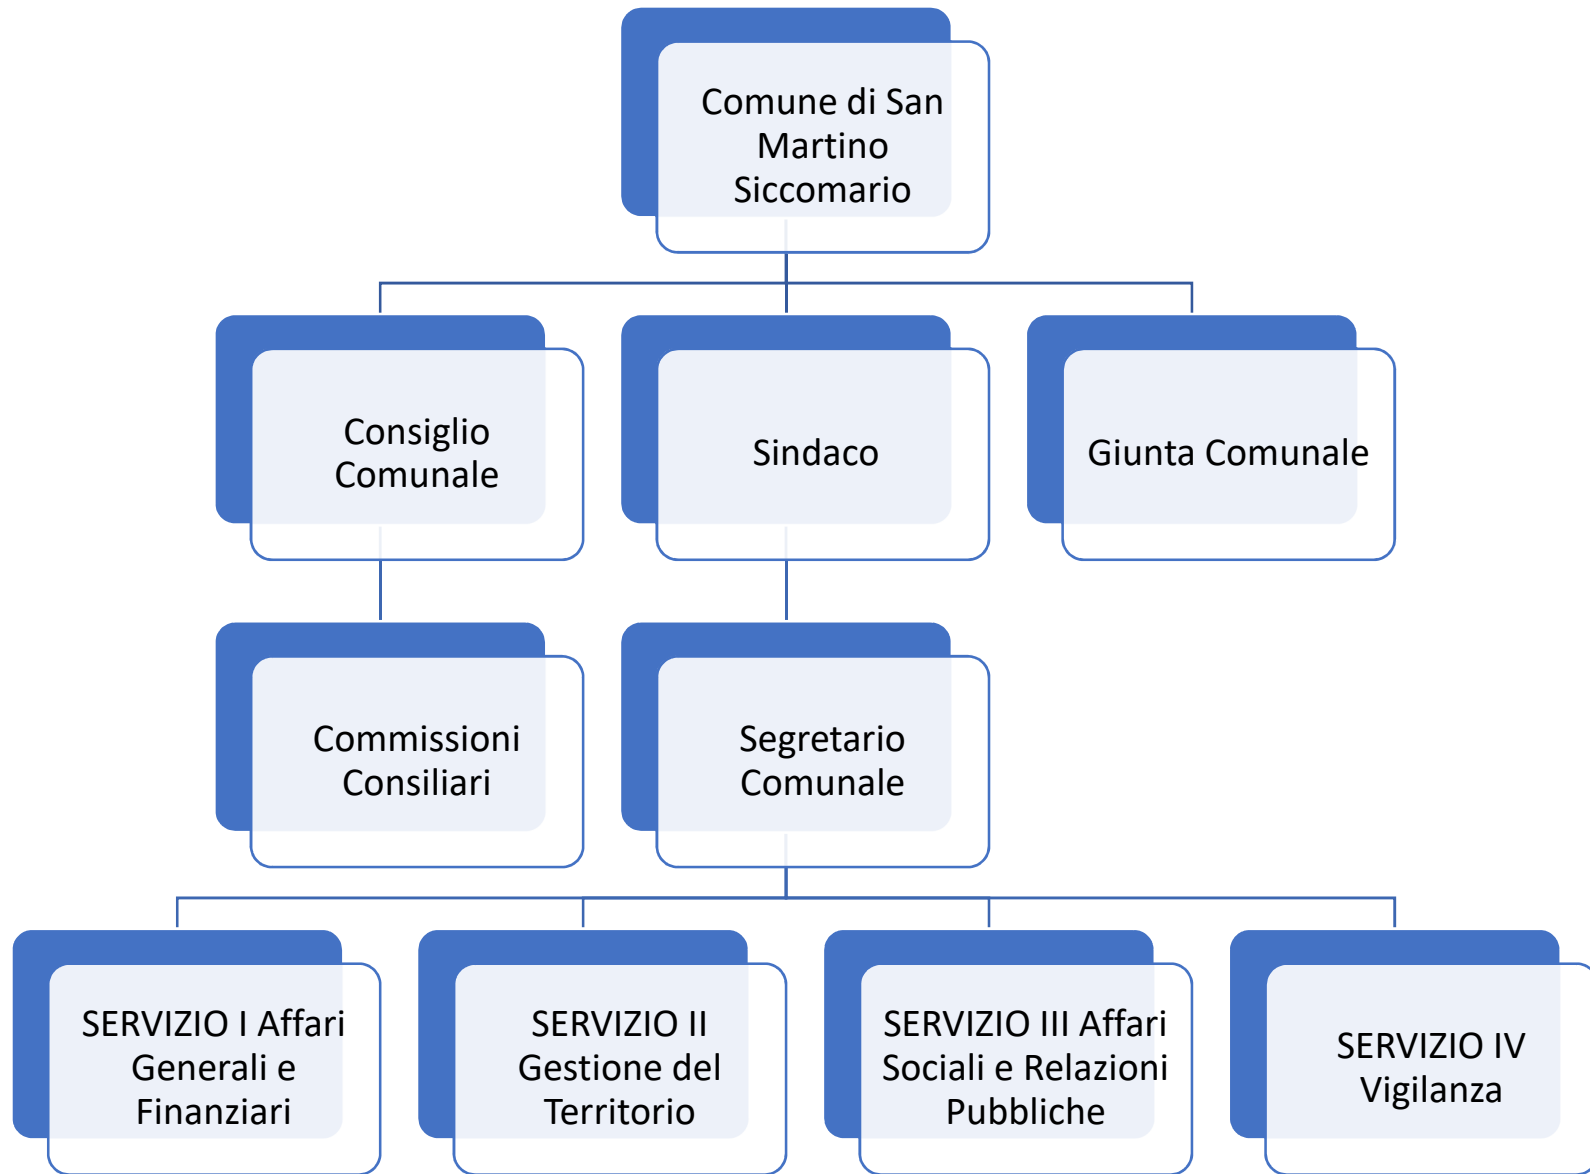 Comune di San
Martino
Siccomario
Consiglio
Comunale
Sindaco
Giunta Comunale
Commissioni
Consiliari
Segretario
Comunale
SERVIZIO I Affari
Generali e
Finanziari
SERVIZIO II
Gestione del
Territorio
SERVIZIO III Affari
Sociali e Relazioni
Pubbliche
SERVIZIO IV
Vigilanza